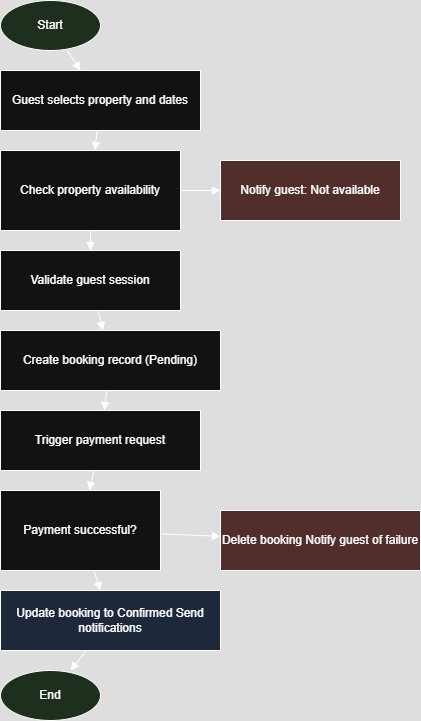 Start
Guest selects property and dates
Check property availability
Notify guest: Not available
Validate guest session
Create booking record (Pending)
Trigger payment request
Payment successful?
Delete booking Notify guest of failure
Update booking to Confirmed Send
notifications
End